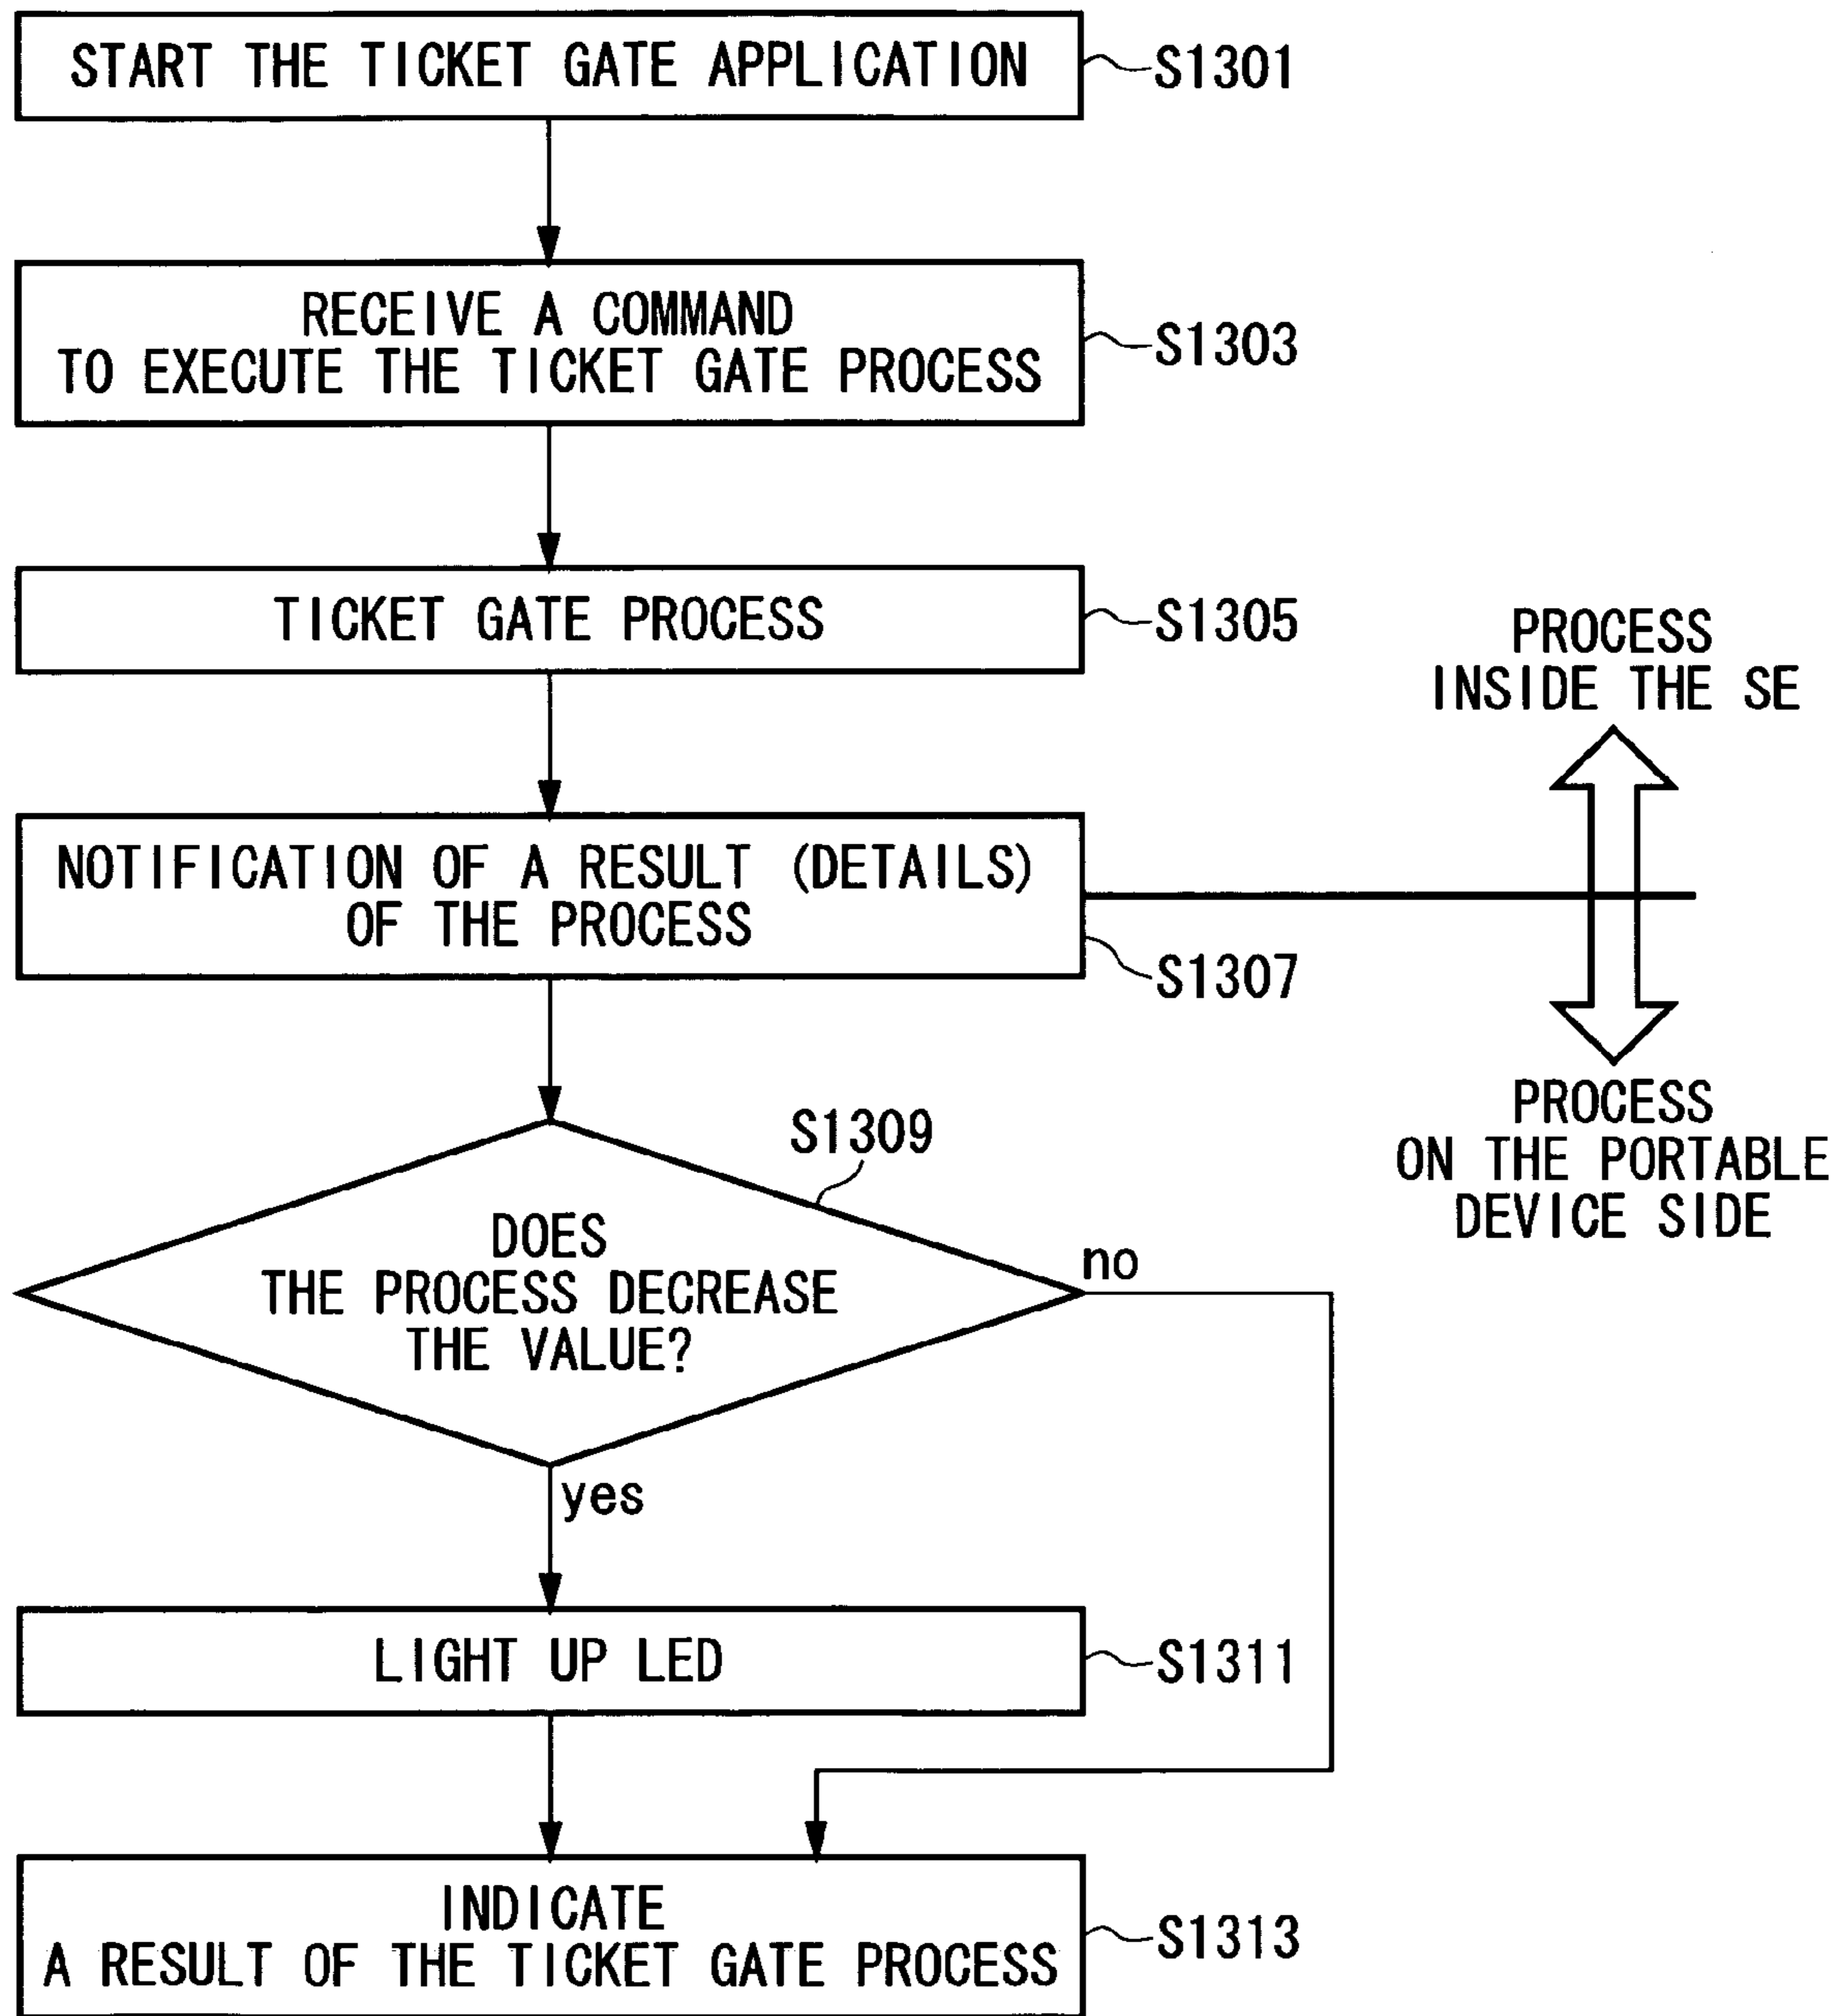 START THE TICKET GATE APPLICATION
S1301
RECEIVE A COMMAND
TO EXECUTE THE TICKET GATE PROCESS
S1303
TICKET GATE PROCESS
S1305
PROCESS
INSIDE THE SE
NOTIFICATION OF A RESULT (DETAILS)
OF THE PROCESS
S1307
PROCESS
ON THE PORTABLE
DEVICE SIDE
S1309
DOES
THE PROCESS DECREASE
THE VALUE?
no
yes
LIGHT UP LED
S1311
INDICATE
A RESULT OF THE TICKET GATE PROCESS
S1313